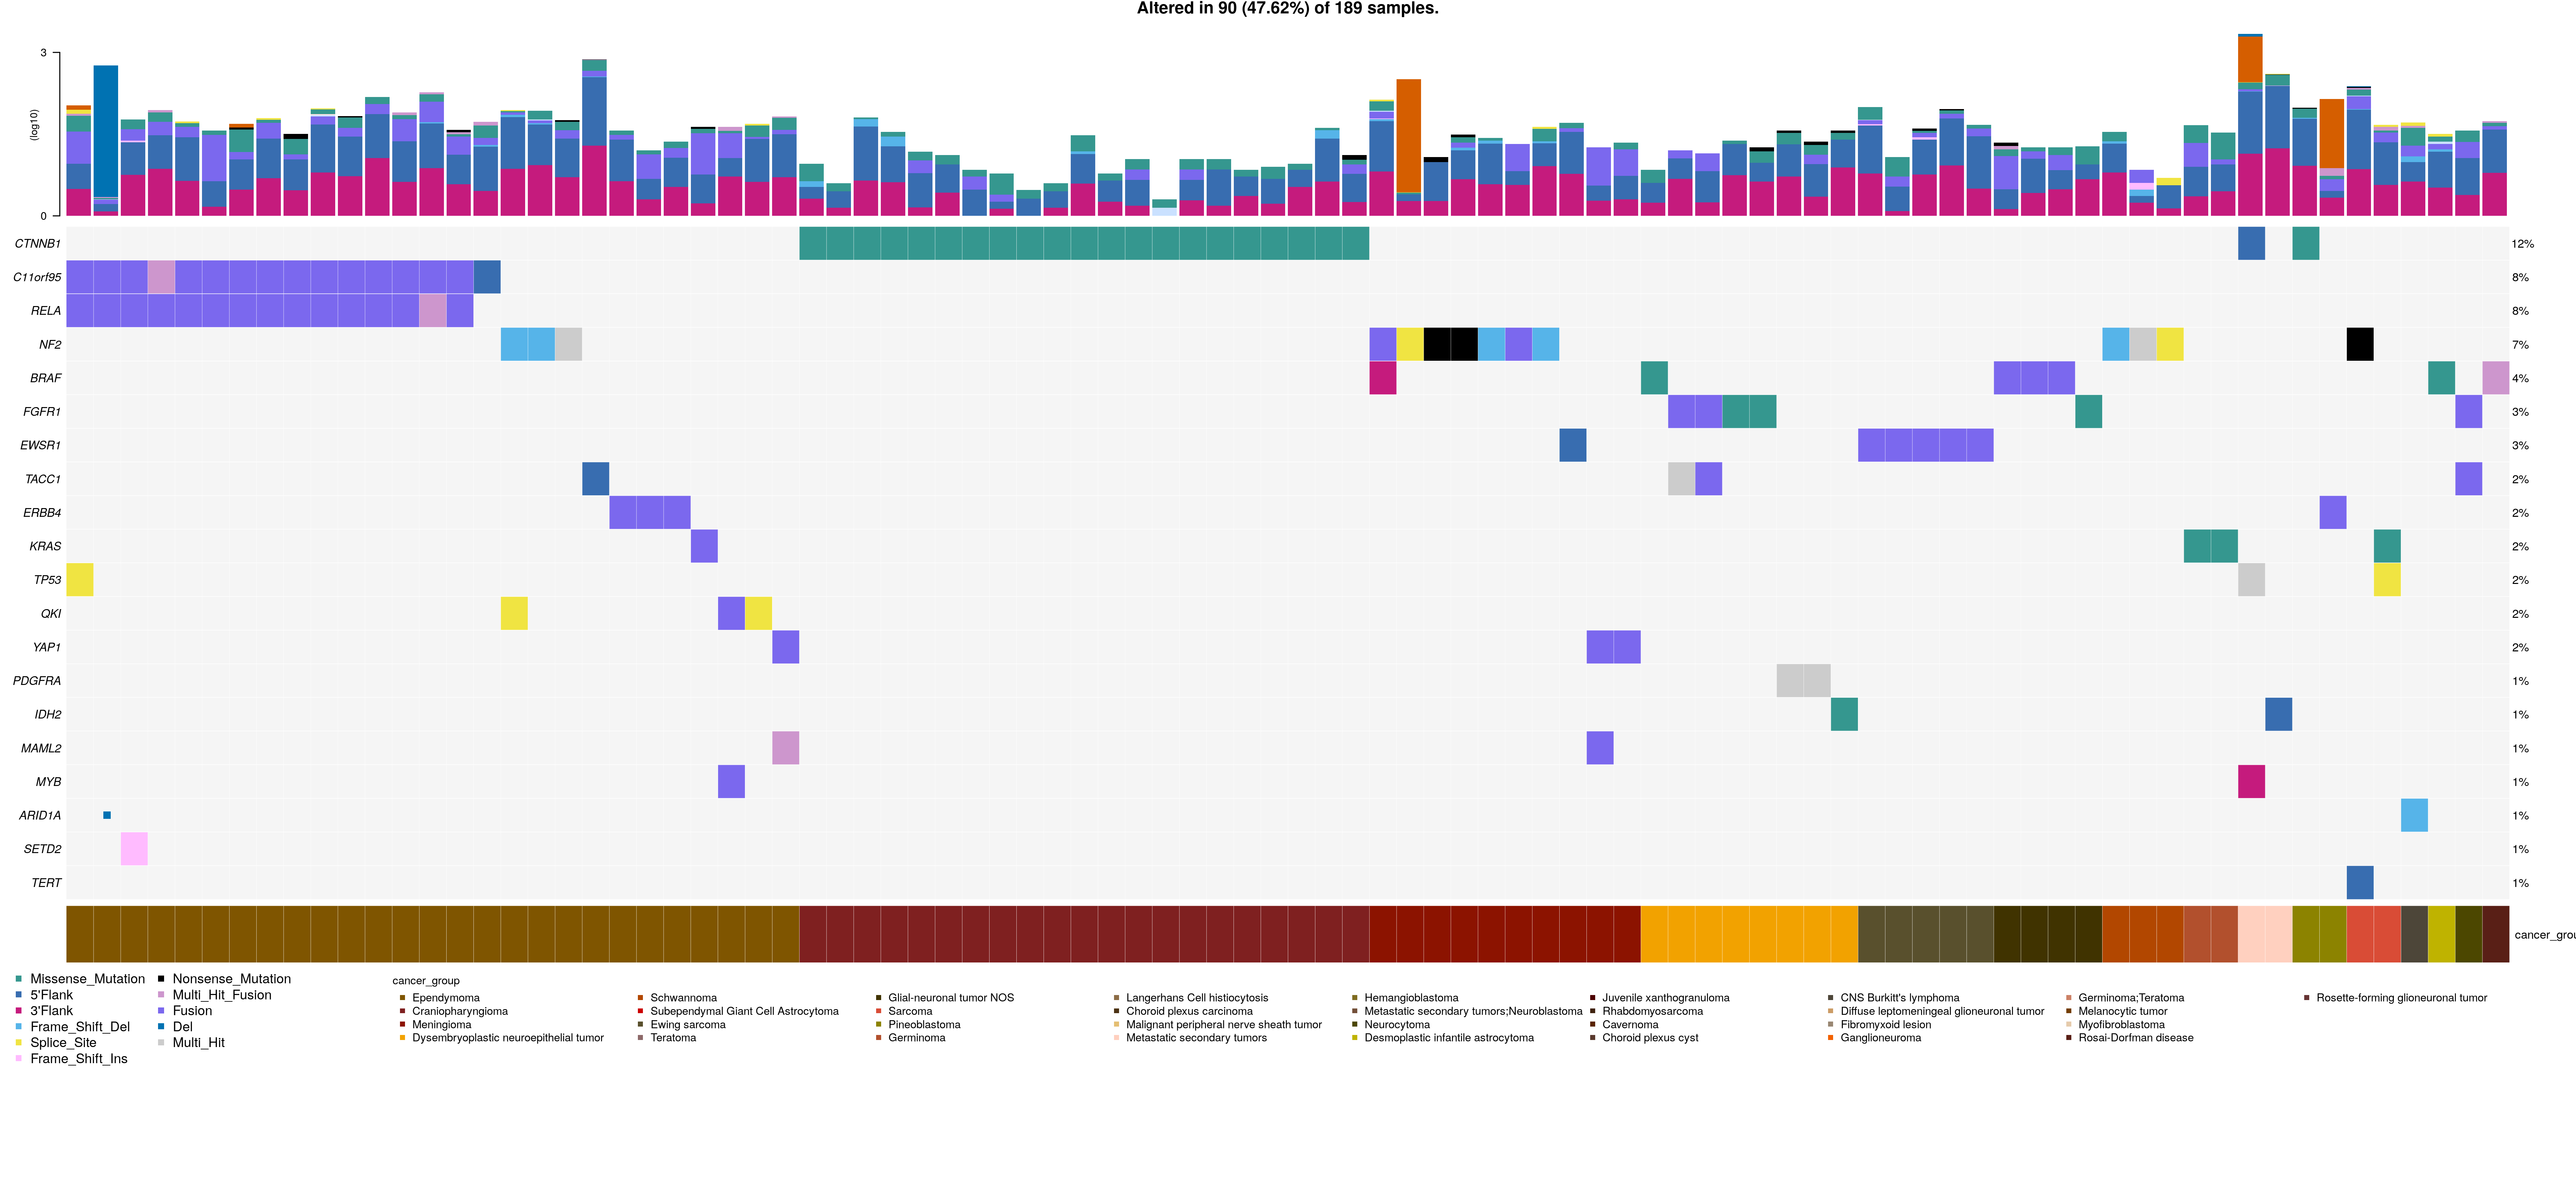 Altered in 90 (47.62%) of 189 samples.
3
(log10)
0
CTNNB1 12%
C11orf95 8%
RELA 8%
NF2 7%
BRAF 4%
FGFR1 3%
EWSR1 3%
TACC1 2%
ERBB4 2%
KRAS 2%
TP53 2%
QKI 2%
YAP1 2%
PDGFRA 1%
IDH2 1%
MAML2 1%
MYB 1%
ARID1A 1%
SETD2 1%
TERT 1%
cancer_grou
Missense_Mutation
5'Flank
3'Flank
Frame_Shift_Del
Splice_Site
Frame_Shift_Ins
Nonsense_Mutation
Multi_Hit_Fusion
Fusion
Del
Multi_Hit
cancer_group
Ependymoma
Craniopharyngioma
Meningioma
Dysembryoplastic neuroepithelial tumor
Schwannoma
Subependymal Giant Cell Astrocytoma
Ewing sarcoma
Teratoma
Glial-neuronal tumor NOS
Sarcoma
Pineoblastoma
Germinoma
Langerhans Cell histiocytosis
Choroid plexus carcinoma
Malignant peripheral nerve sheath tumor
Metastatic secondary tumors
Hemangioblastoma
Metastatic secondary tumors;Neuroblastoma
Neurocytoma
Desmoplastic infantile astrocytoma
Juvenile xanthogranuloma
Rhabdomyosarcoma
Cavernoma
Choroid plexus cyst
CNS Burkitt's lymphoma
Diffuse leptomeningeal glioneuronal tumor
Fibromyxoid lesion
Ganglioneuroma
Germinoma;Teratoma
Melanocytic tumor
Myofibroblastoma
Rosai-Dorfman disease
Rosette-forming glioneuronal tumor